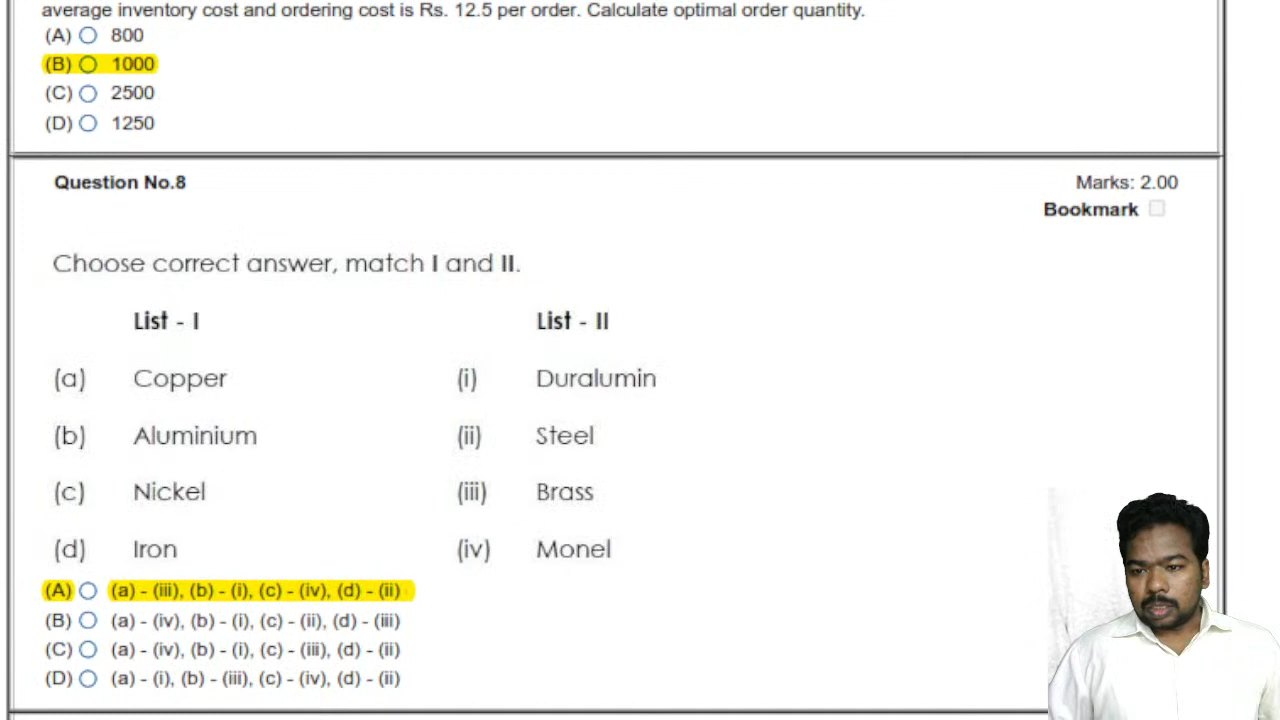 average inventory cost and ordering cost is Rs. 12.5 per order. Calculate optimal order quantity.
(A) 800
(B) 1000
(C) 2500
(D) 1250
Question No.8 Marks: 2.00
Bookmark
Choose correct answer, match I and II.
List - I List - II
(a) Copper (i) Duralumin
(b) Aluminium (ii) Steel
(c) Nickel (iii) Brass
(d) Iron (iv) Monel
(A) (a) - (iii), (b) - (i), (c) - (iv), (d) - (ii)
(B) (a) - (iv), (b) - (i), (c) - (ii), (d) - (iii)
(C) (a) - (iv), (b) - (i), (c) - (iii), (d) - (ii)
(D) (a) - (i), (b) - (iii), (c) - (iv), (d) - (ii)